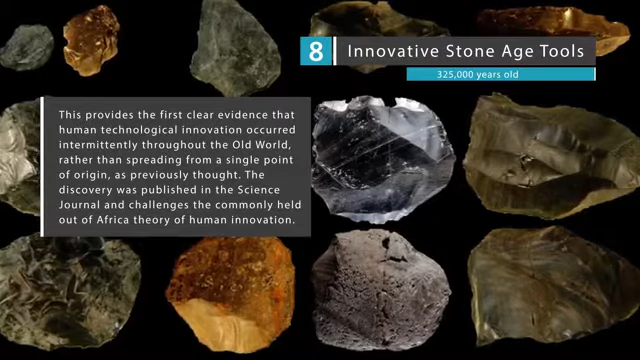 8 Innovative Stone Age Tools
325,000 years old
This provides the first clear evidence that
human technological innovation occurred
intermittently throughout the Old World,
rather than spreading from a single point
of origin, as previously thought. The
discovery was published in the Science
Journal and challenges the commonly held
out of Africa theory of human innovation.